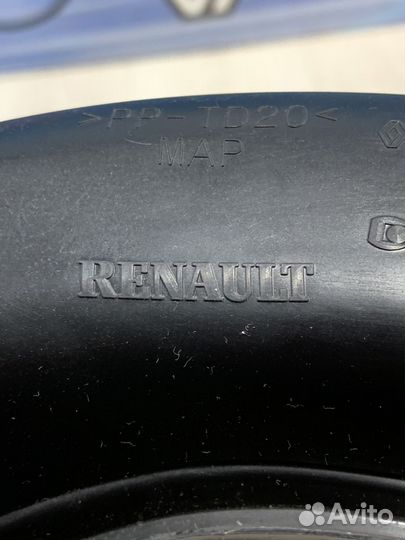 >PP-TD20<
MAP
RENAULT
Avito